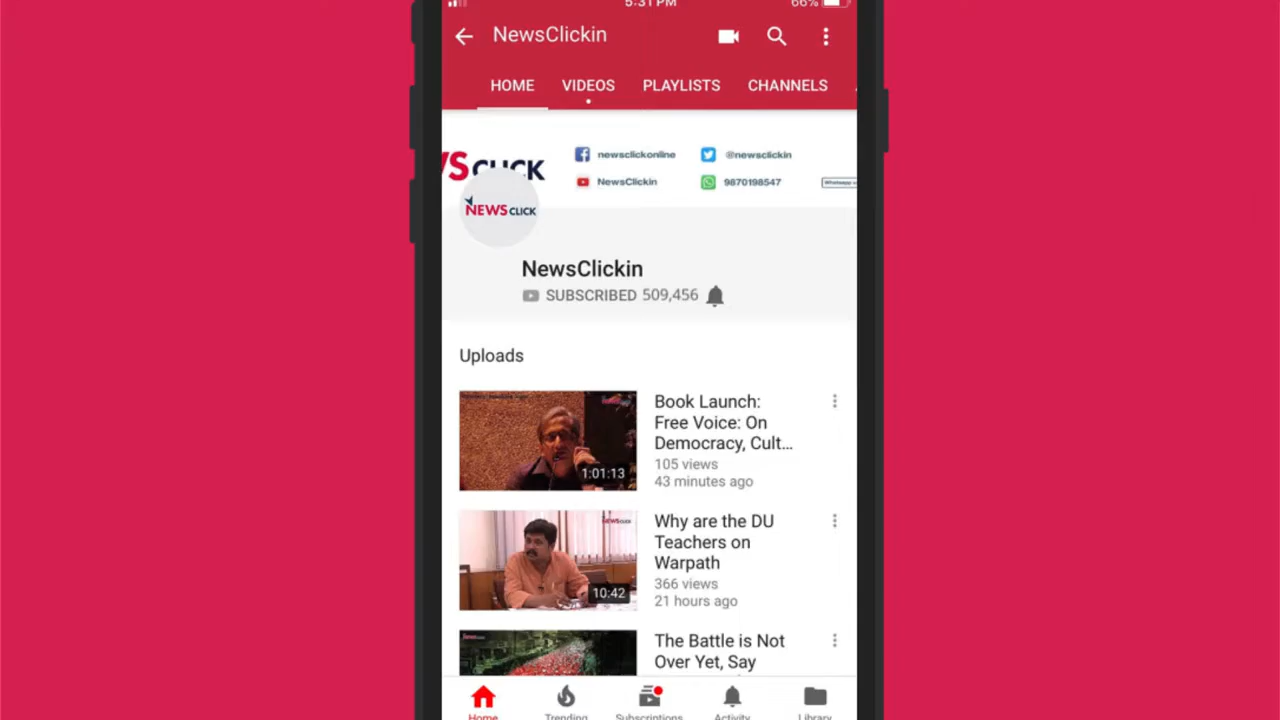 5:31 PM
66%
NewsClickin
HOME VIDEOS PLAYLISTS CHANNELS
WS CLICK
newsclickonline @newsclickin
NewsClickin 9870198547
Whatsapp
NEWSCLICK
NewsClickin
SUBSCRIBED 509,456
Uploads
Book Launch:
Free Voice: On
Democracy, Cult...
105 views
43 minutes ago
1:01:13
NEWSCLICK
Why are the DU
Teachers on
Warpath
366 views
21 hours ago
10:42
The Battle is Not
Over Yet, Say
Home Trending Subscriptions Activity Library